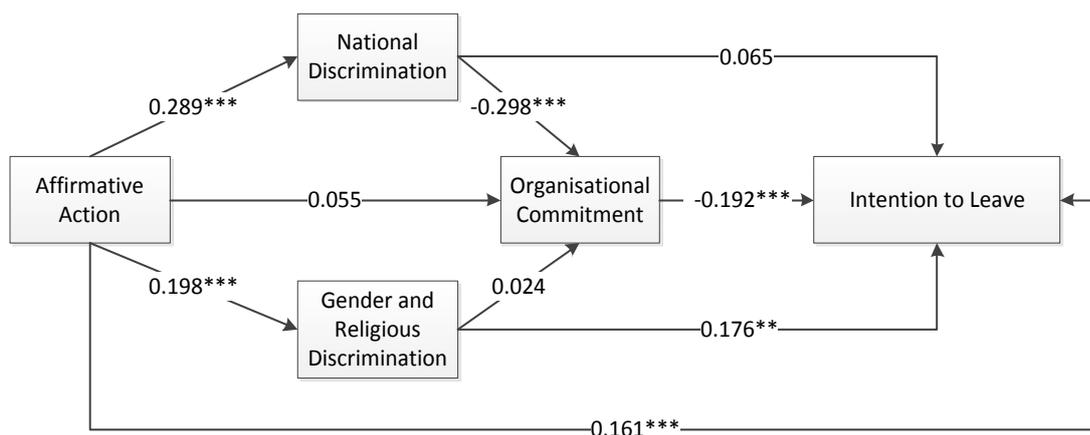 National
Discrimination
0.065
0.289***
-0.298***
Affirmative
Action
0.055
Organisational
Commitment
-0.192***
Intention to Leave
0.198***
0.024
Gender and
Religious
Discrimination
0.176**
0.161***